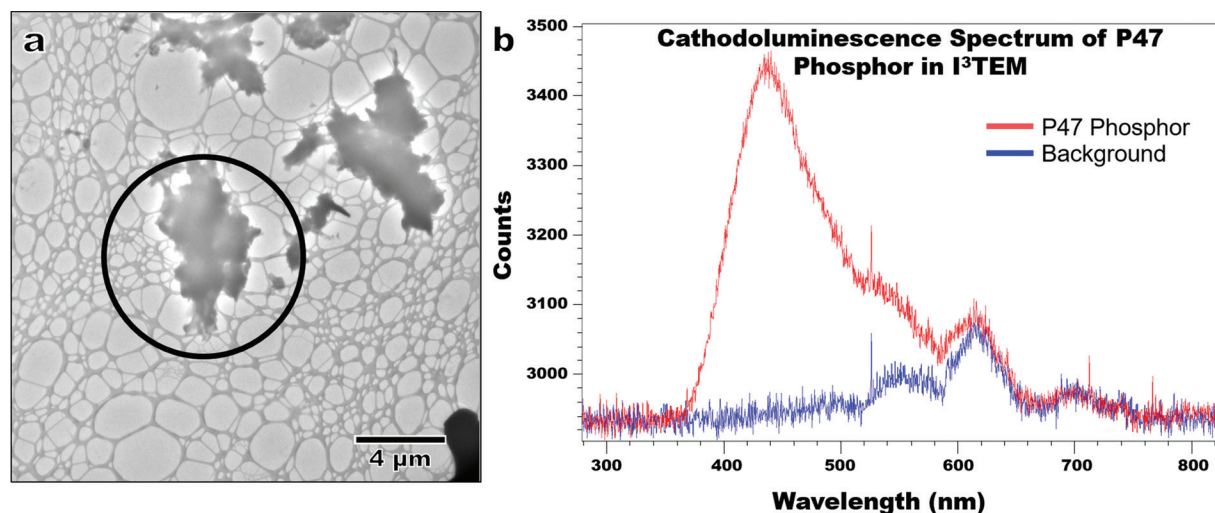 a
4 µm
b
Cathodoluminescence Spectrum of P47
Phosphor in I³TEM
P47 Phosphor
Background
Counts
3500
3400
3300
3200
3100
3000
300 400 500 600 700 800
Wavelength (nm)